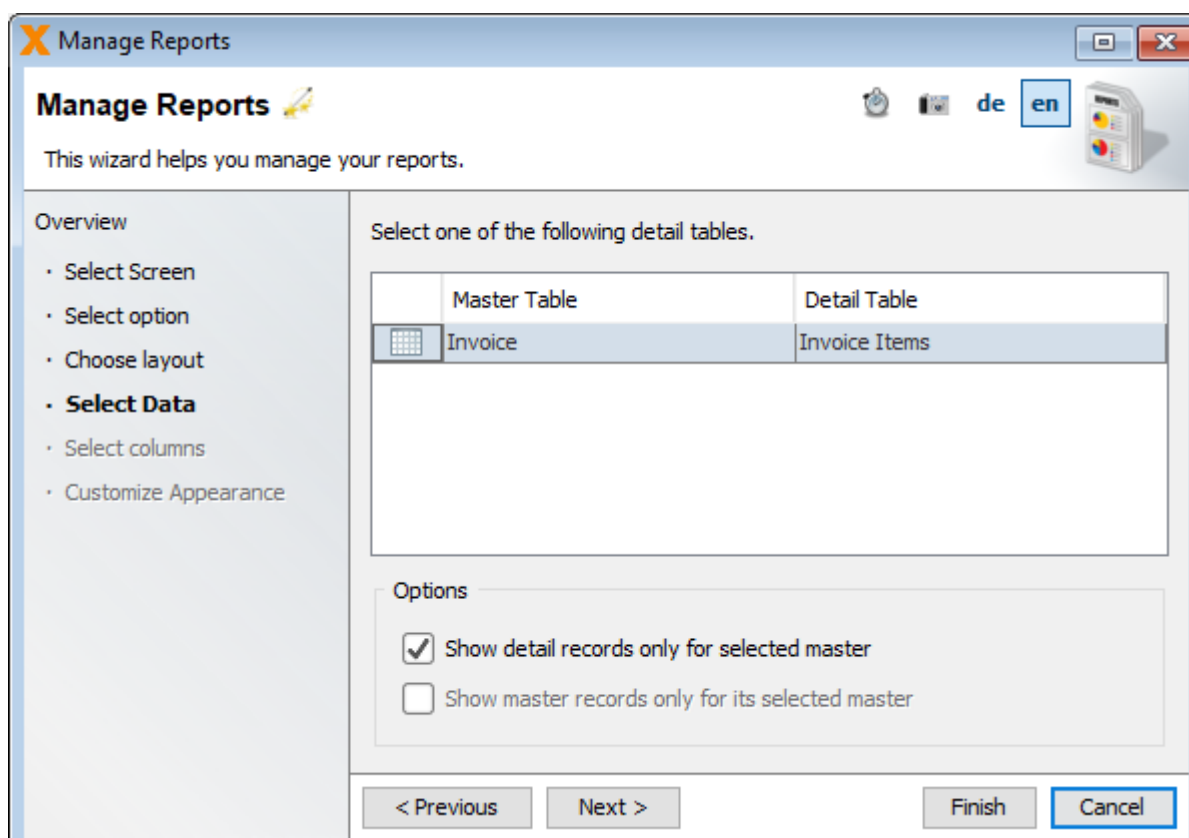 Manage Reports
Manage Reports
de en
This wizard helps you manage your reports.
Overview
· Select Screen
· Select option
· Choose layout
· Select Data
· Select columns
· Customize Appearance
Select one of the following detail tables.
Master Table Detail Table
Invoice Invoice Items
Options
Show detail records only for selected master
Show master records only for its selected master
< Previous Next > Finish Cancel